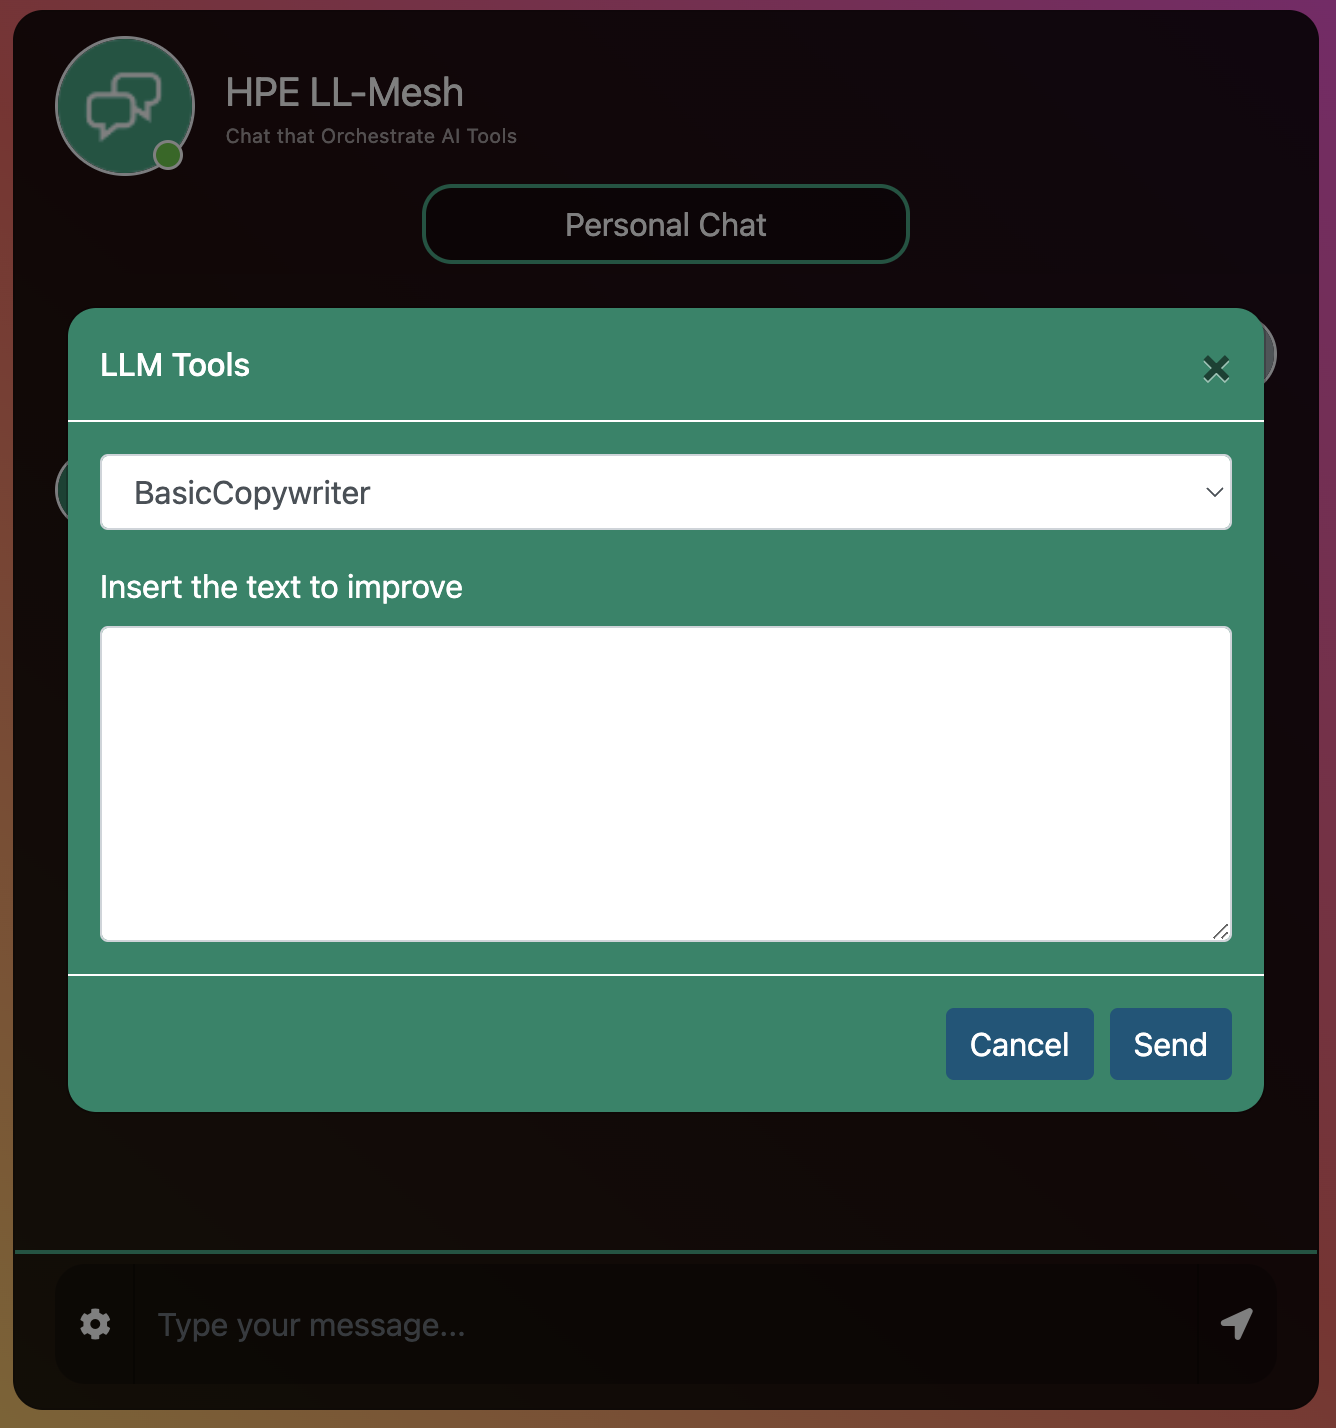 HPE LL-Mesh
Chat that Orchestrate AI Tools
Personal Chat
LLM Tools
BasicCopywriter
Insert the text to improve
Cancel
Send
Type your message...